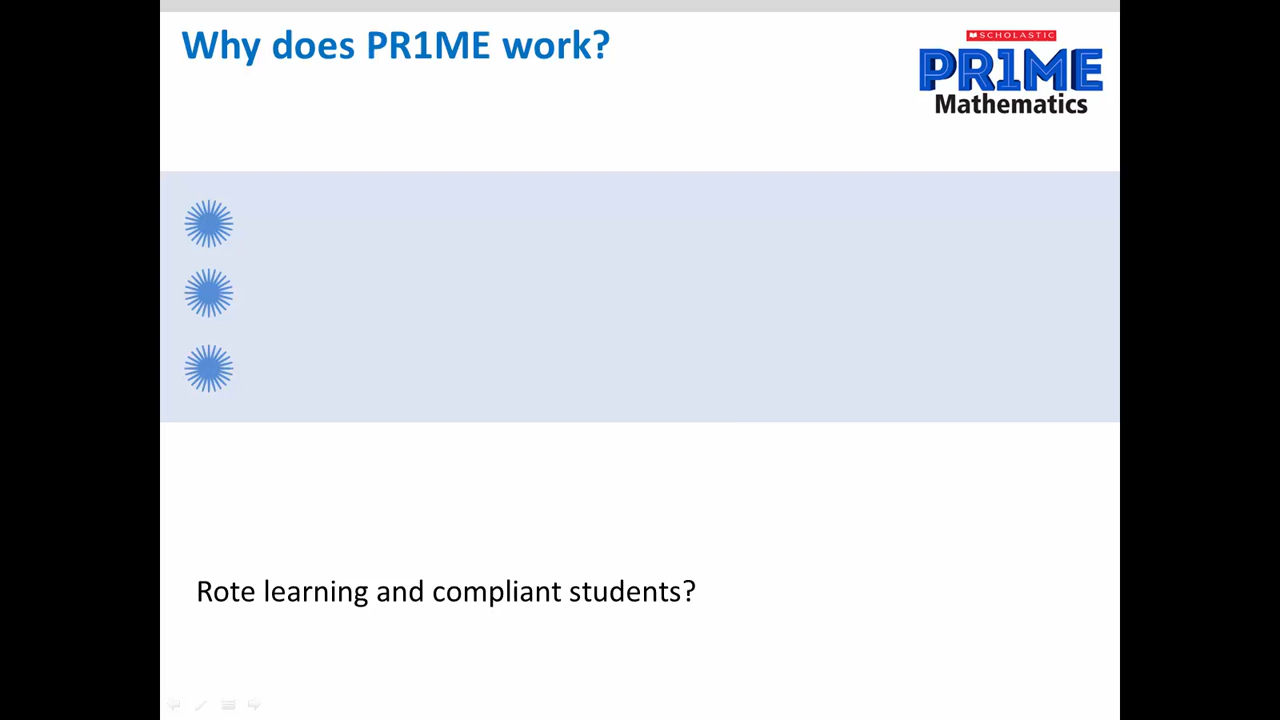 Why does PR1ME work?
SCHOLASTIC
PR1ME
Mathematics
Rote learning and compliant students?